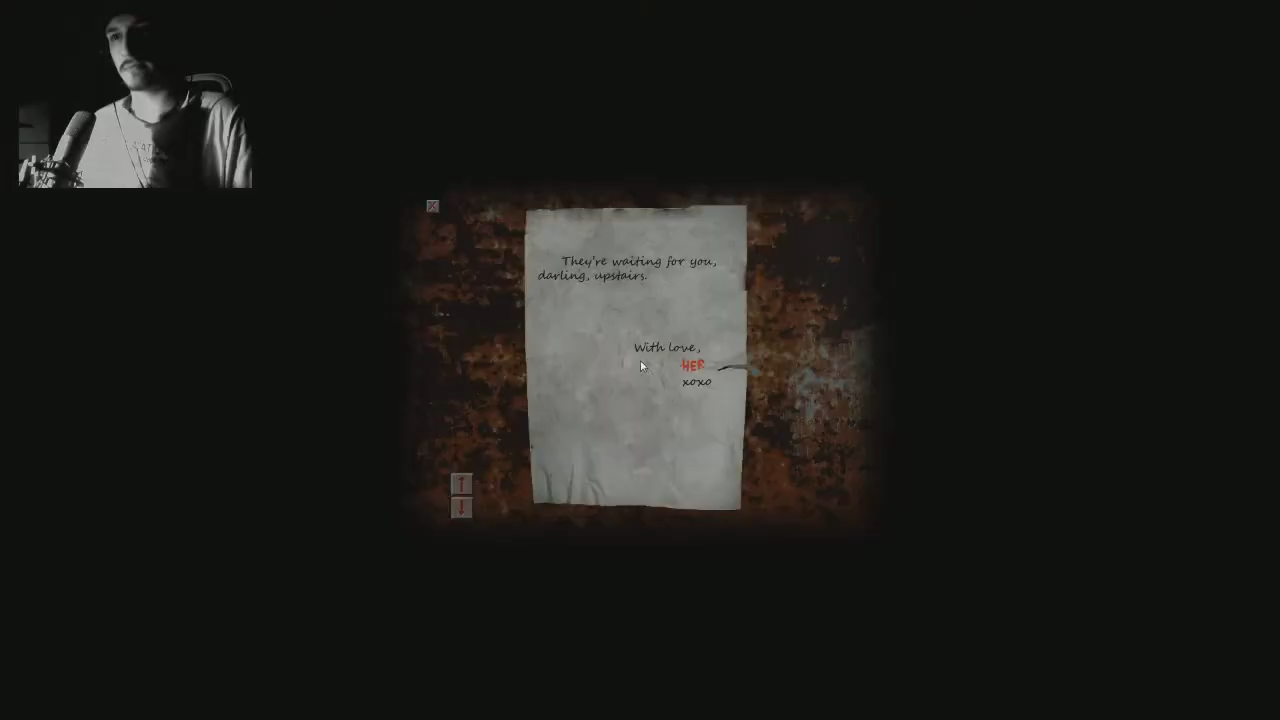 They're waiting for you,
darling, upstairs.
With love,
HER
xoxo